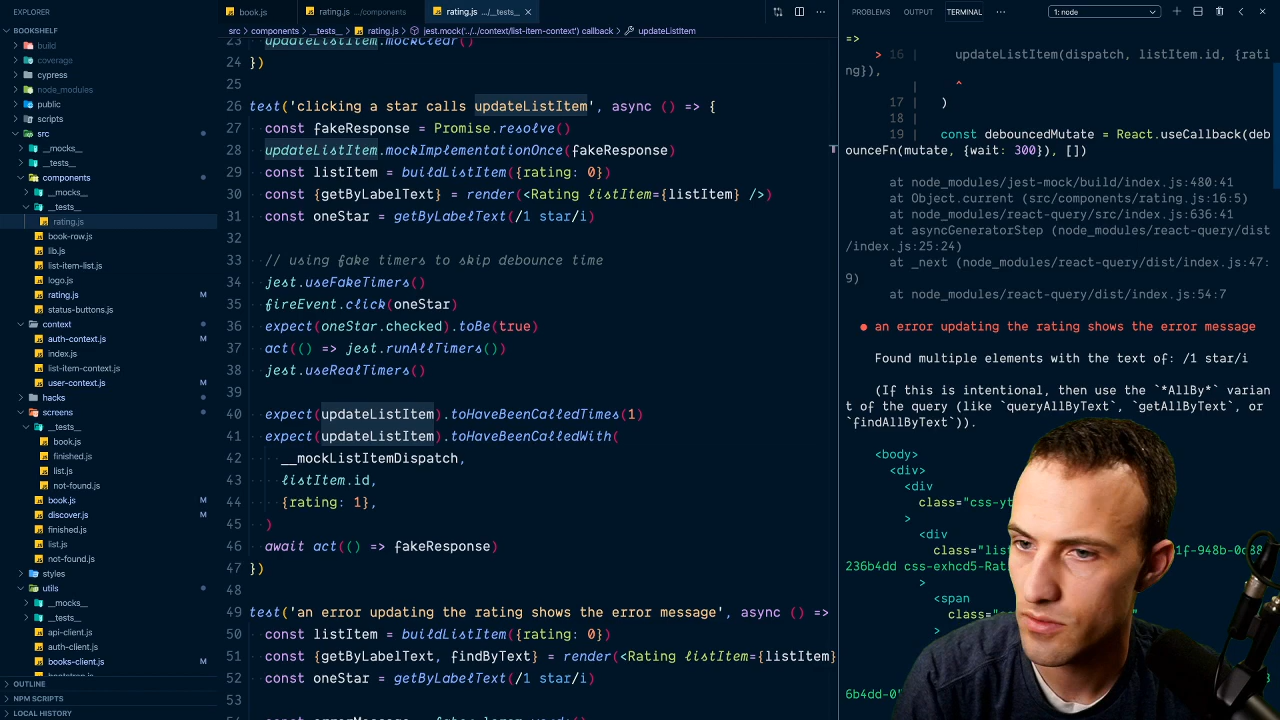 EXPLORER
BOOKSHELF
build
coverage
cypress
node_modules
public
scripts
src
__mocks__
__tests__
components
__mocks__
__tests__
rating.js
book-row.js
lib.js
list-item-list.js
logo.js
rating.js M
status-buttons.js
context
auth-context.js M
index.js
list-item-context.js
user-context.js M
hacks
screens
__tests__
book.js
finished.js
list.js
not-found.js
book.js M
discover.js M
finished.js
list.js
not-found.js
styles
utils
__mocks__
__tests__
api-client.js
auth-client.js
books-client.js M
OUTLINE
NPM SCRIPTS
LOCAL HISTORY
book.js
rating.js .../components
rating.js .../__tests__
src > components > __tests__ > rating.js > jest.mock('../../context/list-item-context') callback > updateListItem
23 updateListItem.mockClear()
24 })
25
26 test('clicking a star calls updateListItem', async () => {
27 const fakeResponse = Promise.resolve()
28 updateListItem.mockImplementationOnce(fakeResponse)
29 const listItem = buildListItem({rating: 0})
30 const {getByLabelText} = render(<Rating listItem={listItem} />)
31 const oneStar = getByLabelText(/1 star/i)
32
33 // using fake timers to skip debounce time
34 jest.useFakeTimers()
35 fireEvent.click(oneStar)
36 expect(oneStar.checked).toBe(true)
37 act(() => jest.runAllTimers())
38 jest.useRealTimers()
39
40 expect(updateListItem).toHaveBeenCalledTimes(1)
41 expect(updateListItem).toHaveBeenCalledWith(
42 __mockListItemDispatch,
43 listItem.id,
44 {rating: 1},
45 )
46 await act(() => fakeResponse)
47 })
48
49 test('an error updating the rating shows the error message', async () =>
50 const listItem = buildListItem({rating: 0})
51 const {getByLabelText, findByText} = render(<Rating listItem={listItem}
52 const oneStar = getByLabelText(/1 star/i)
53
PROBLEMS OUTPUT TERMINAL ··· 1: node
=>
> 16 | updateListItem(dispatch, listItem.id, {rati
ng}),
| ^
17 | )
18 |
19 | const debouncedMutate = React.useCallback(deb
ounceFn(mutate, {wait: 300}), [])
at node_modules/jest-mock/build/index.js:480:41
at Object.current (src/components/rating.js:16:5)
at node_modules/react-query/src/index.js:636:41
at asyncGeneratorStep (node_modules/react-query/dist
/index.js:25:24)
at _next (node_modules/react-query/dist/index.js:47:
9)
at node_modules/react-query/dist/index.js:54:7
● an error updating the rating shows the error message
Found multiple elements with the text of: /1 star/i
(If this is intentional, then use the `*AllBy*` varian
t of the query (like `queryAllByText`, `getAllByText`, or
`findAllByText`)).
<body>
<div>
<div
class="css-yt
>
<div
236b4dd css-exhcd5-Rat
>
<span
>
6b4dd-0"